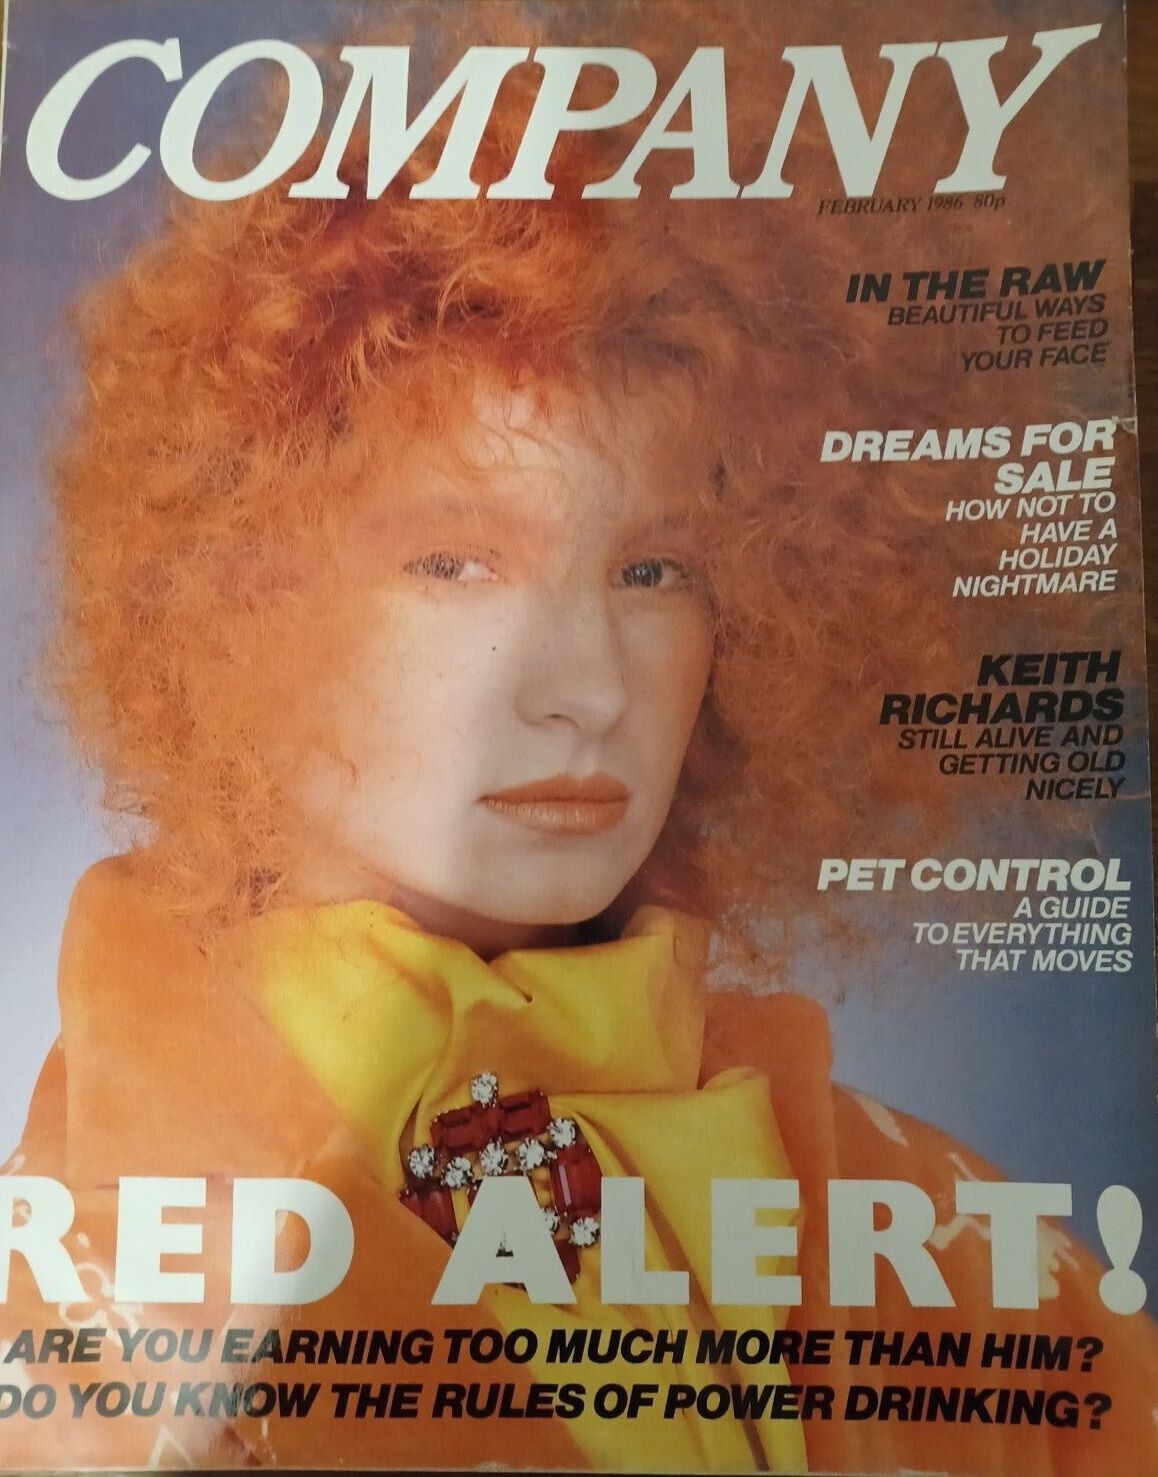 COMPANY
FEBRUARY 1986 80p
IN THE RAW
BEAUTIFUL WAYS
TO FEED
YOUR FACE
DREAMS FOR
SALE
HOW NOT TO
HAVE A
HOLIDAY
NIGHTMARE
KEITH
RICHARDS
STILL ALIVE AND
GETTING OLD
NICELY
PET CONTROL
A GUIDE
TO EVERYTHING
THAT MOVES
RED ALERT!
ARE YOU EARNING TOO MUCH MORE THAN HIM?
DO YOU KNOW THE RULES OF POWER DRINKING?